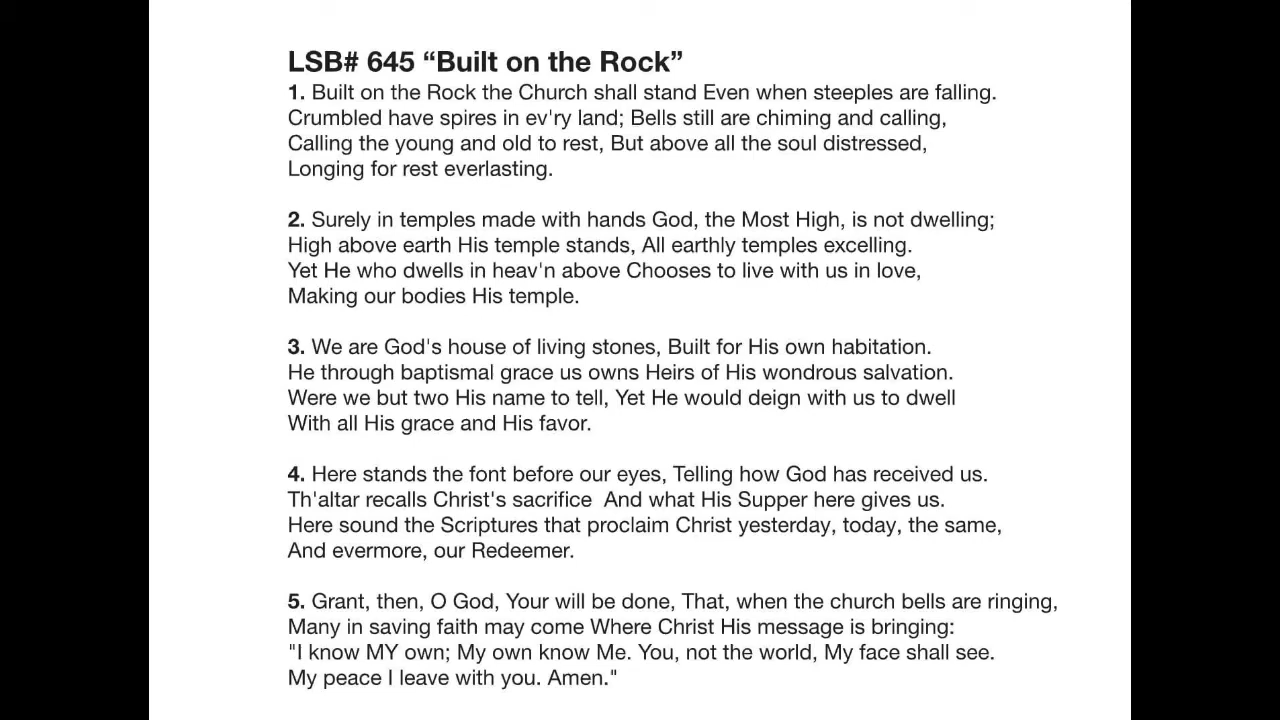 LSB# 645 “Built on the Rock”
1. Built on the Rock the Church shall stand Even when steeples are falling.
Crumbled have spires in ev'ry land; Bells still are chiming and calling,
Calling the young and old to rest, But above all the soul distressed,
Longing for rest everlasting.
2. Surely in temples made with hands God, the Most High, is not dwelling;
High above earth His temple stands, All earthly temples excelling.
Yet He who dwells in heav'n above Chooses to live with us in love,
Making our bodies His temple.
3. We are God's house of living stones, Built for His own habitation.
He through baptismal grace us owns Heirs of His wondrous salvation.
Were we but two His name to tell, Yet He would deign with us to dwell
With all His grace and His favor.
4. Here stands the font before our eyes, Telling how God has received us.
Th'altar recalls Christ's sacrifice  And what His Supper here gives us.
Here sound the Scriptures that proclaim Christ yesterday, today, the same,
And evermore, our Redeemer.
5. Grant, then, O God, Your will be done, That, when the church bells are ringing,
Many in saving faith may come Where Christ His message is bringing:
"I know MY own; My own know Me. You, not the world, My face shall see.
My peace I leave with you. Amen."